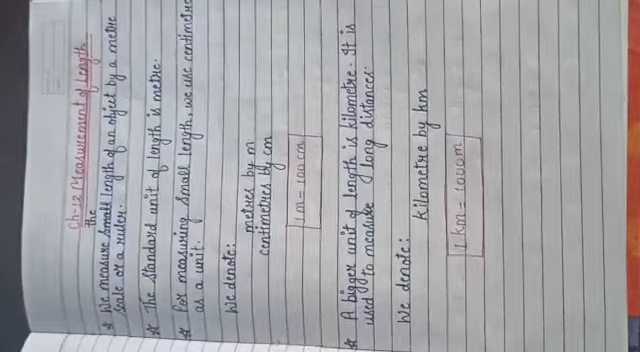 Ch-12 Measurement of Length
the
☆ We measure small length of an object by a metre
scale or a ruler.
☆ The standard unit of length is metre.
☆ For measuring small length, we use centimetre
as a unit.
We denote:
metres by m
centimetres by cm
1 m = 100 cm
☆ A bigger unit of length is kilometre. It is
used to measure long distances.
We denote:
kilometre by km
1 km = 1000m